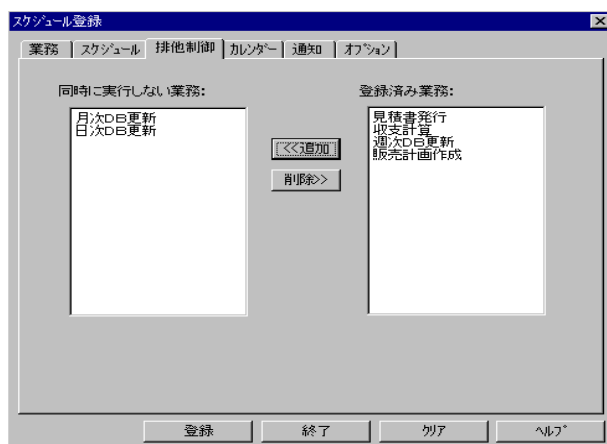 スケジュール登録
業務 スケジュール 排他制御 カレンダー 通知 オプション
同時に実行しない業務: 登録済み業務:
月次DB更新
日次DB更新
見積書発行
収支計算
週次DB更新
販売計画作成
<<追加
削除>>
登録 終了 クリア ヘルプ